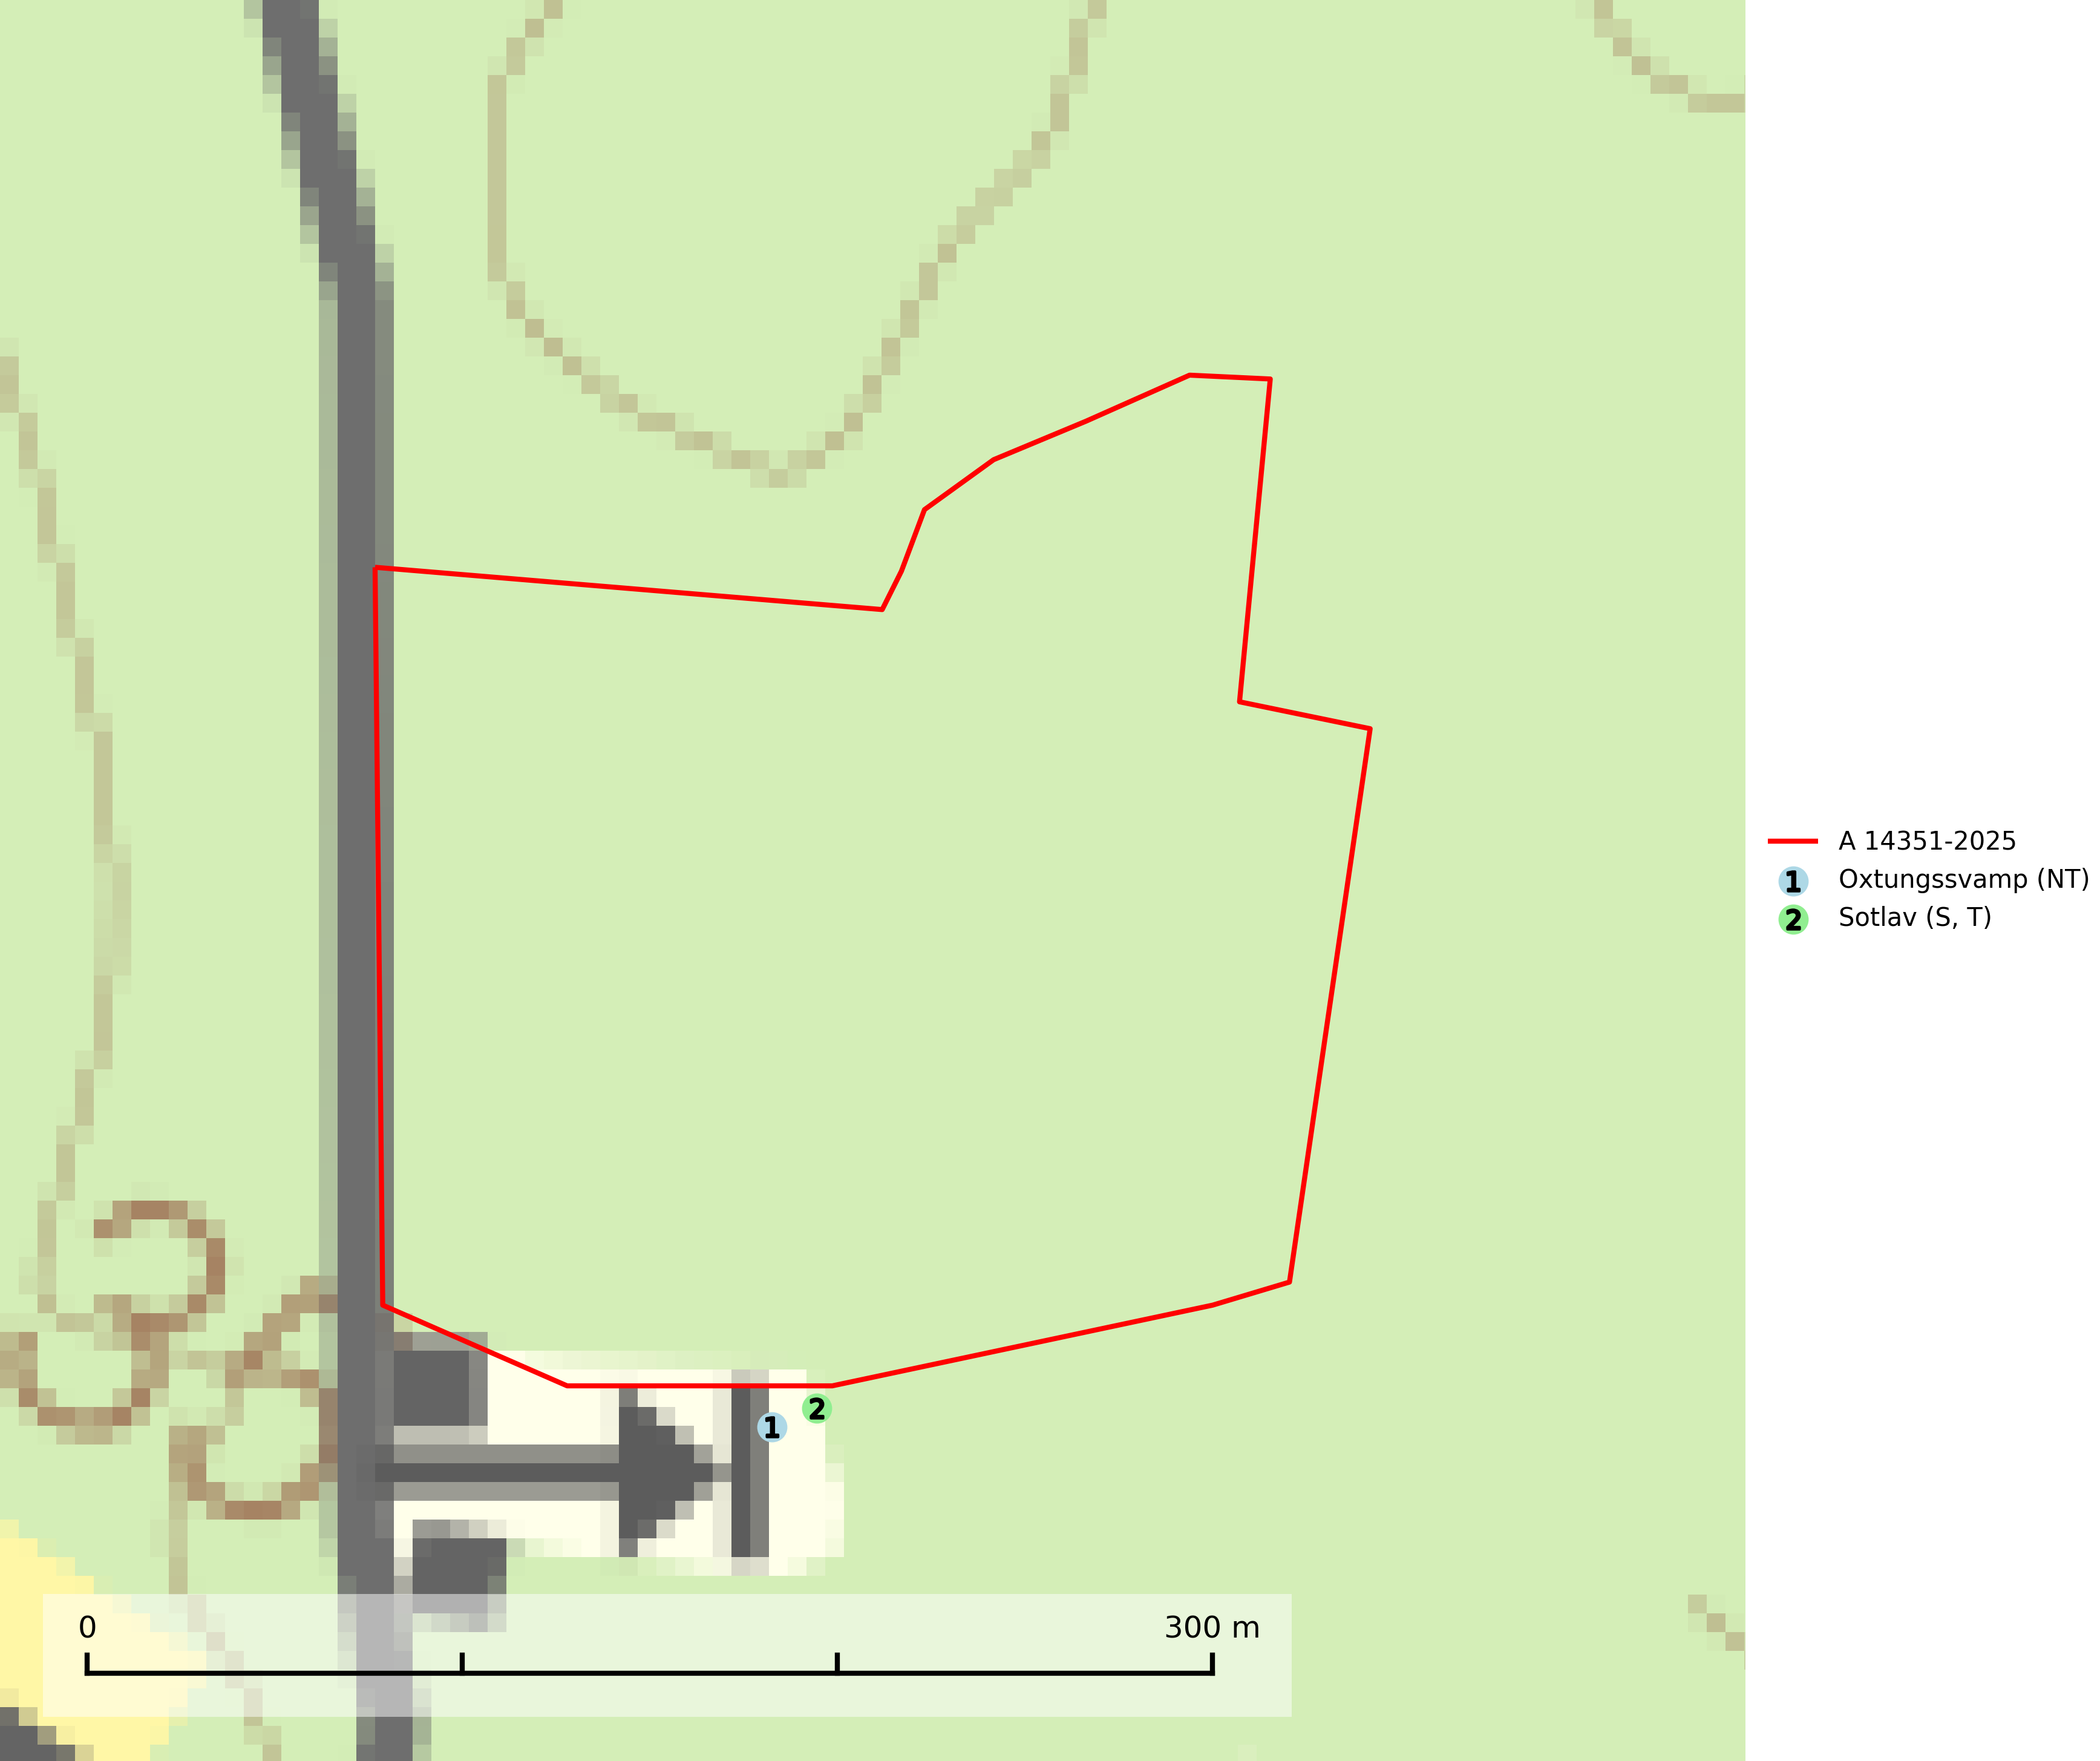 A 14351-2025
1 Oxtungssvamp (NT)
2 Sotlav (S, T)
1
2
0 300 m